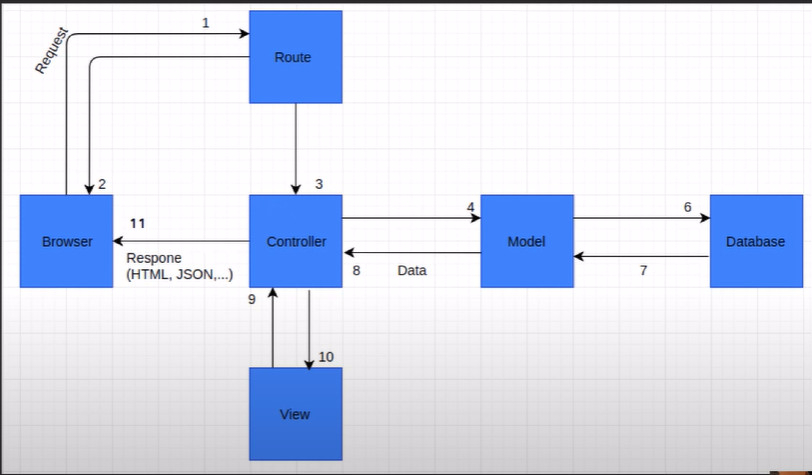 1
Request
Route
2
3
4
6
11
Browser
Controller
Model
Database
Respone
(HTML, JSON,...)
8
Data
7
9
10
View